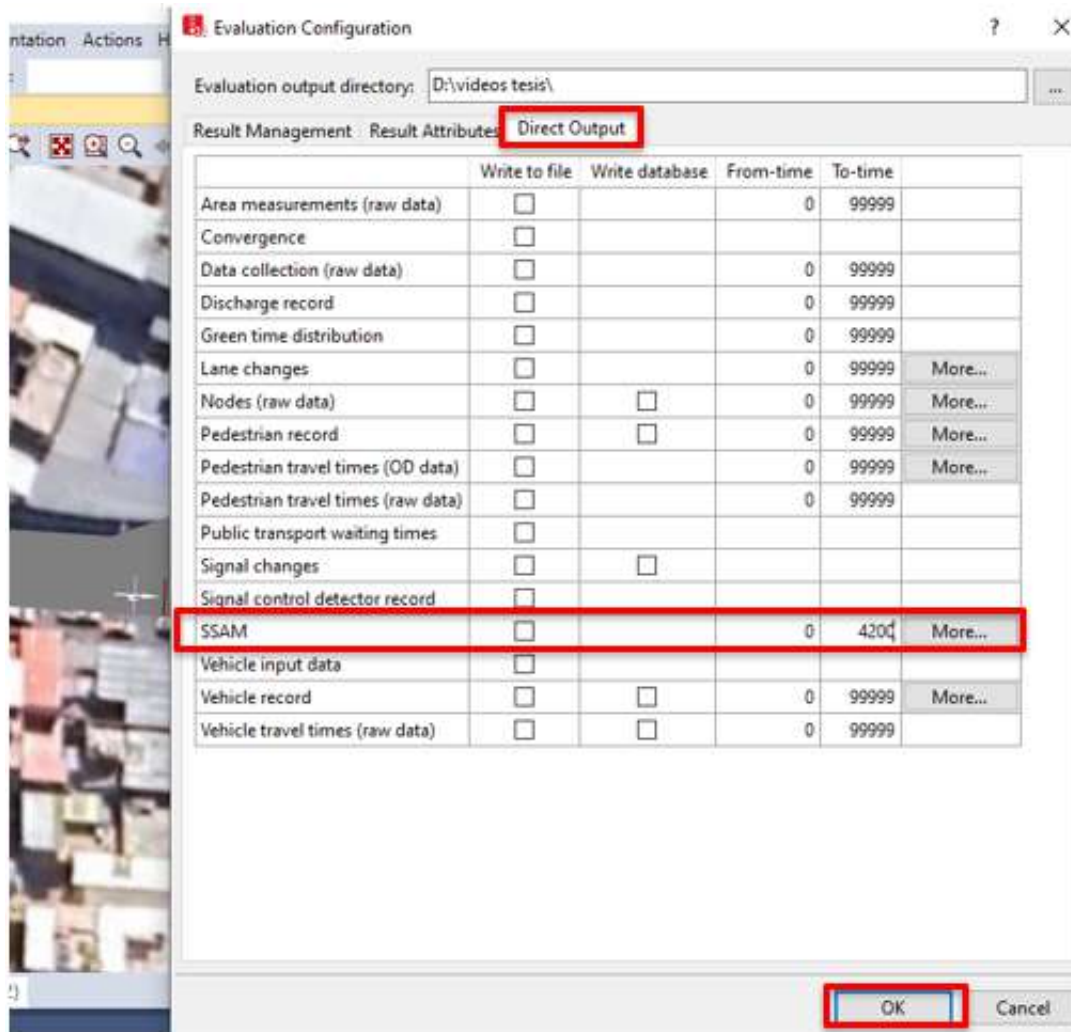 ntation Actions H
Evaluation Configuration ?
Evaluation output directory: D:\videos tesis\ ...
Result Management Result Attributes Direct Output
Write to file Write database From-time To-time
Area measurements (raw data) 0 99999
Convergence
Data collection (raw data) 0 99999
Discharge record 0 99999
Green time distribution 0 99999
Lane changes 0 99999 More...
Nodes (raw data) 0 99999 More...
Pedestrian record 0 99999 More...
Pedestrian travel times (OD data) 0 99999 More...
Pedestrian travel times (raw data) 0 99999
Public transport waiting times
Signal changes
Signal control detector record
SSAM 0 4200 More...
Vehicle input data
Vehicle record 0 99999 More...
Vehicle travel times (raw data) 0 99999
OK Cancel